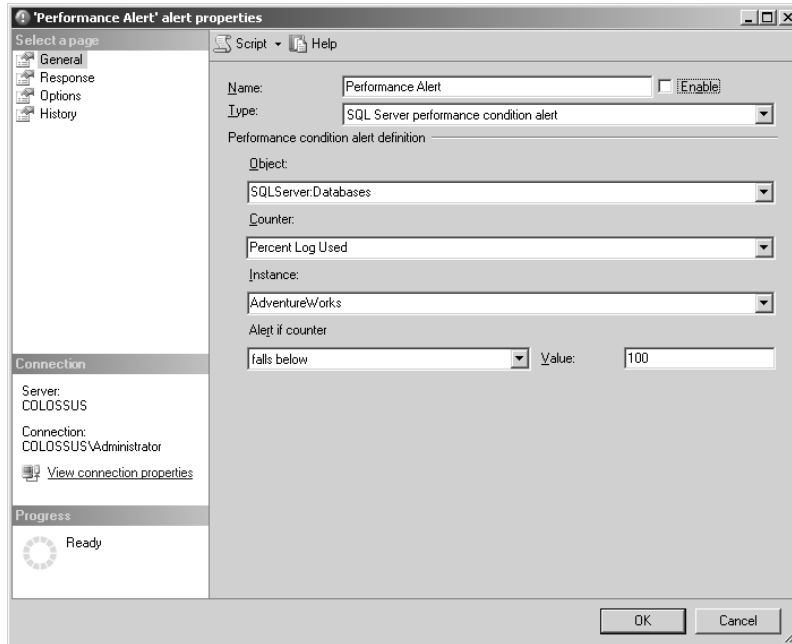 'Performance Alert' alert properties
Select a page
General
Response
Options
History
Script Help
Name: Performance Alert Enable
Type: SQL Server performance condition alert
Performance condition alert definition
Object:
SQLServer:Databases
Counter:
Percent Log Used
Instance:
AdventureWorks
Alert if counter
falls below Value: 100
Connection
Server:
COLOSSUS
Connection:
COLOSSUS\Administrator
View connection properties
Progress
Ready
OK Cancel